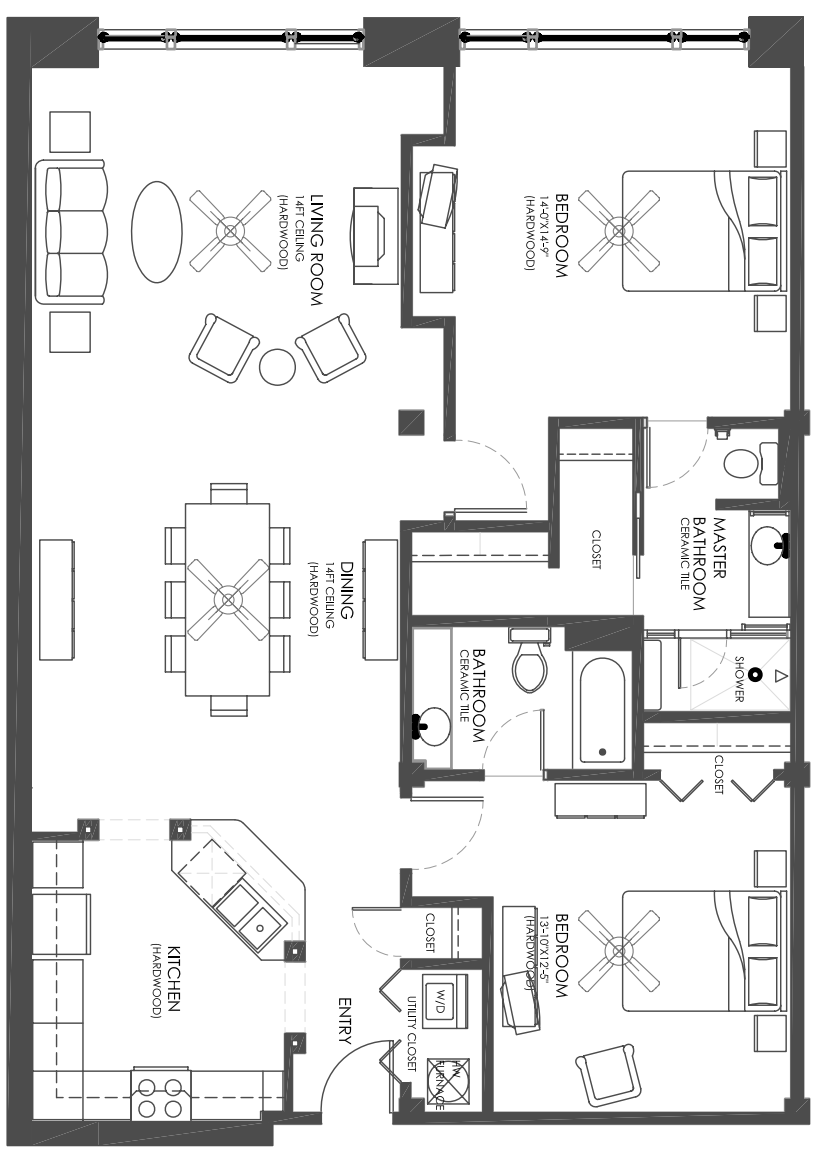 LIVING ROOM
14FT CEILING
(HARDWOOD)
BEDROOM
14'-0"X14'-9"
(HARDWOOD)
CLOSET
MASTER
BATHROOM
CERAMIC TILE
DINING
14FT CEILING
(HARDWOOD)
BATHROOM
CERAMIC TILE
SHOWER
CLOSET
KITCHEN
(HARDWOOD)
CLOSET
BEDROOM
13'-10"X12'-5"
(HARDWOOD)
ENTRY
UTILITY CLOSET
W/D
HW
FURNACE